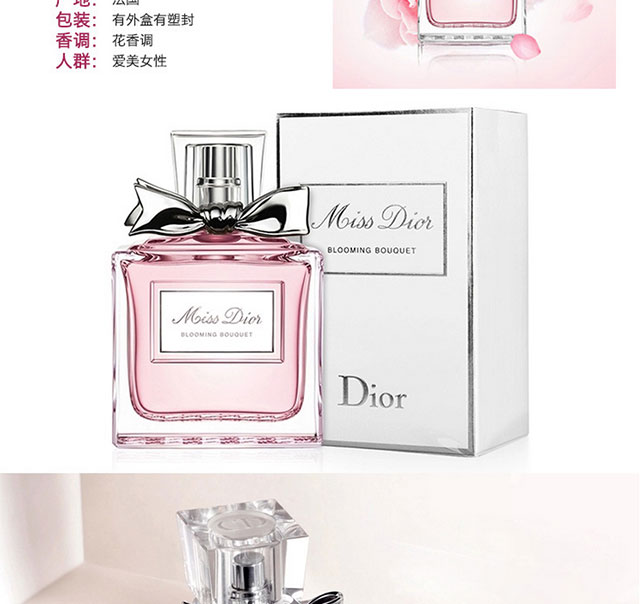 产地： 法国
包装： 有外盒有塑封
香调： 花香调
人群： 爱美女性
Miss Dior
BLOOMING BOUQUET
Dior
Miss Dior
BLOOMING BOUQUET